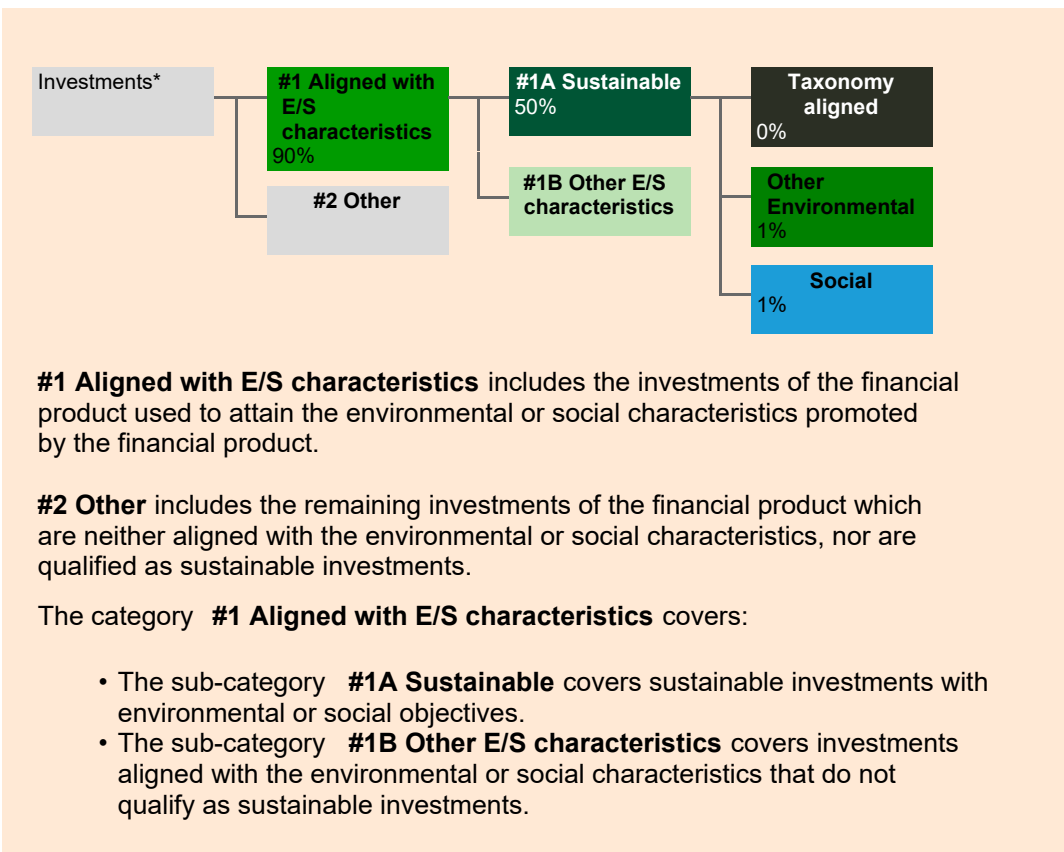 Investments*
#1 Aligned with
E/S
characteristics
90%
#2 Other
#1A Sustainable
50%
#1B Other E/S
characteristics
Taxonomy
aligned
0%
Other
Environmental
1%
Social
1%
#1 Aligned with E/S characteristics includes the investments of the financial
product used to attain the environmental or social characteristics promoted
by the financial product.
#2 Other includes the remaining investments of the financial product which
are neither aligned with the environmental or social characteristics, nor are
qualified as sustainable investments.
The category #1 Aligned with E/S characteristics covers:
• The sub-category #1A Sustainable covers sustainable investments with
environmental or social objectives.
• The sub-category #1B Other E/S characteristics covers investments
aligned with the environmental or social characteristics that do not
qualify as sustainable investments.